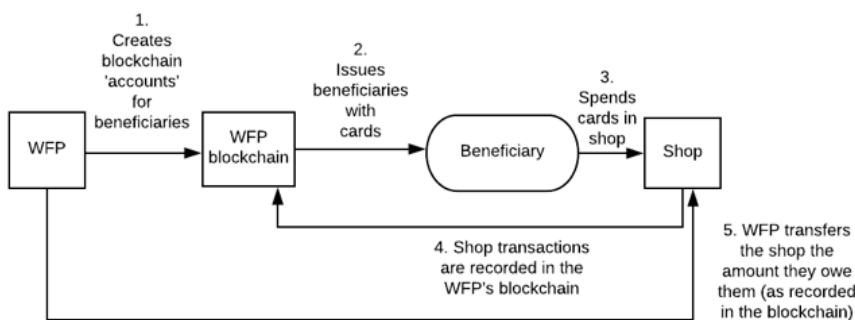 1.
Creates
blockchain
'accounts'
for
beneficiaries
2.
Issues
beneficiaries
with
cards
3.
Spends
cards in
shop
WFP
WFP
blockchain
Beneficiary
Shop
4. Shop transactions
are recorded in the
WFP's blockchain
5. WFP transfers
the shop the
amount they owe
them (as recorded
in the blockchain)